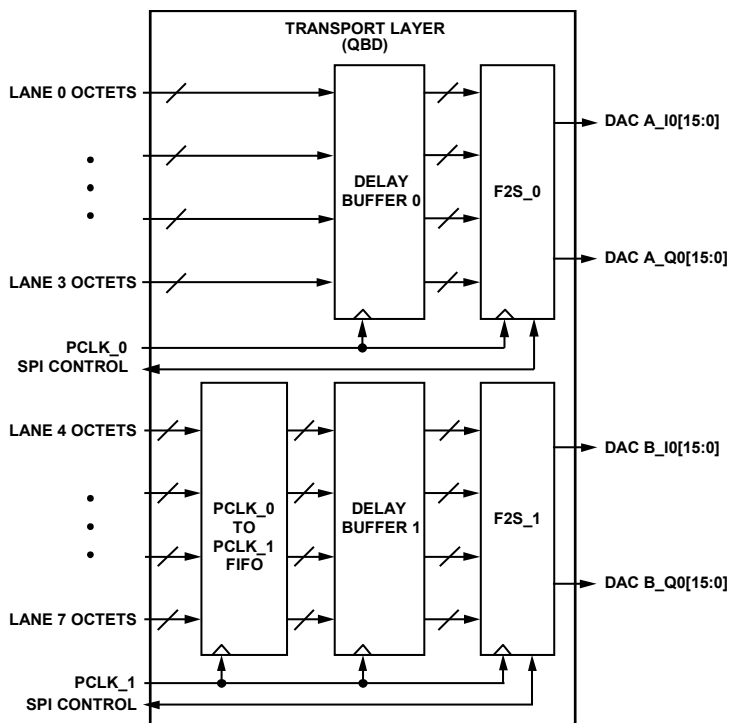 TRANSPORT LAYER
(QBD)
LANE 0 OCTETS
LANE 3 OCTETS
DELAY
BUFFER 0
F2S_0
DAC A_I0[15:0]
DAC A_Q0[15:0]
PCLK_0
SPI CONTROL
LANE 4 OCTETS
LANE 7 OCTETS
PCLK_0
TO
PCLK_1
FIFO
DELAY
BUFFER 1
F2S_1
DAC B_I0[15:0]
DAC B_Q0[15:0]
PCLK_1
SPI CONTROL